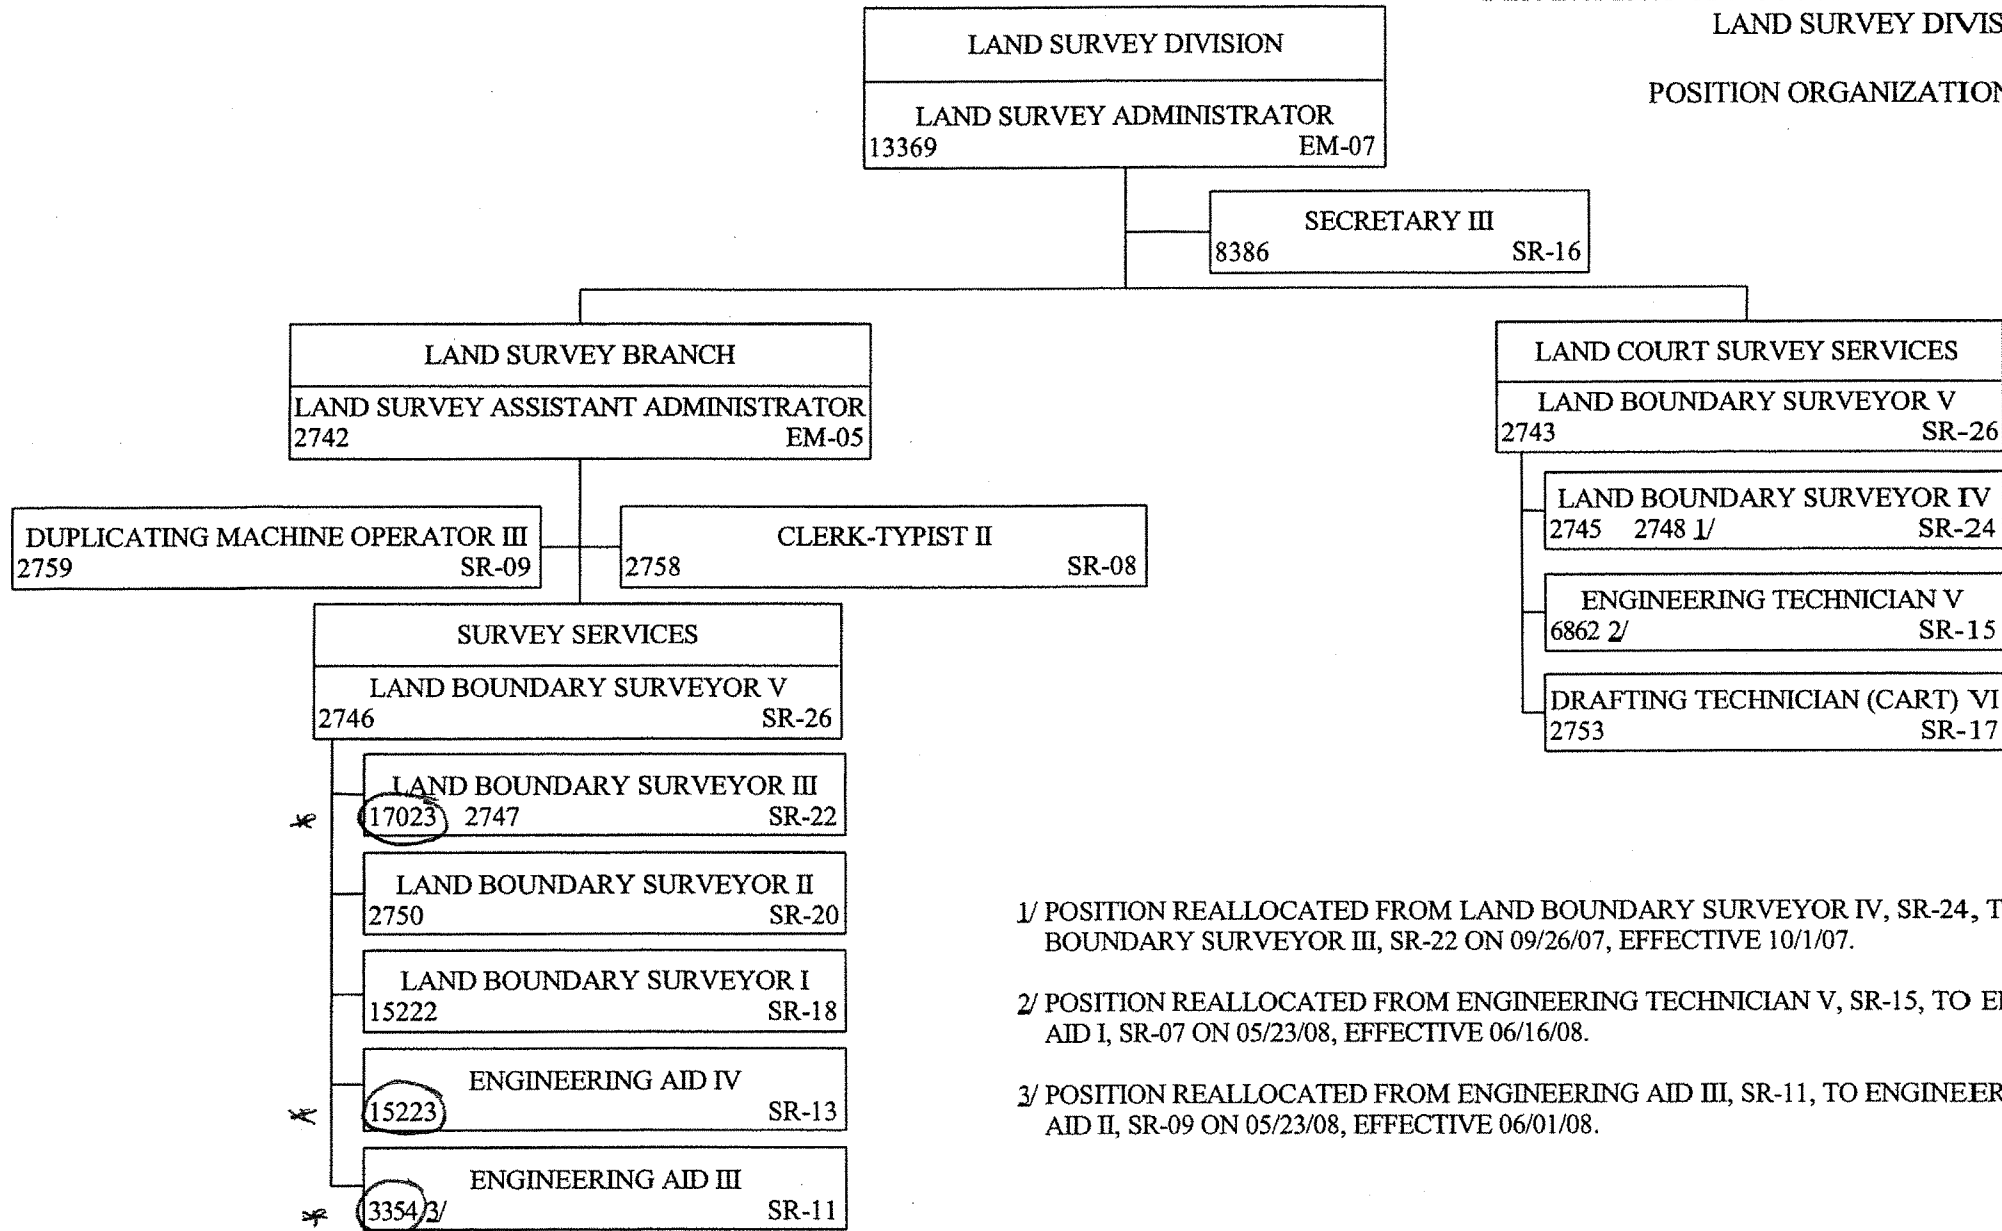 LAND SURVEY DIVIS
POSITION ORGANIZATION
LAND SURVEY DIVISION
LAND SURVEY ADMINISTRATOR
13369 EM-07
SECRETARY III
8386 SR-16
LAND SURVEY BRANCH
LAND SURVEY ASSISTANT ADMINISTRATOR
2742 EM-05
LAND COURT SURVEY SERVICES
LAND BOUNDARY SURVEYOR V
2743 SR-26
DUPLICATING MACHINE OPERATOR III
2759 SR-09
CLERK-TYPIST II
2758 SR-08
LAND BOUNDARY SURVEYOR IV
2745 2748 1/ SR-24
ENGINEERING TECHNICIAN V
6862 2/ SR-15
DRAFTING TECHNICIAN (CART) VI
2753 SR-17
SURVEY SERVICES
LAND BOUNDARY SURVEYOR V
2746 SR-26
LAND BOUNDARY SURVEYOR III
* 17023 2747 SR-22
LAND BOUNDARY SURVEYOR II
2750 SR-20
LAND BOUNDARY SURVEYOR I
15222 SR-18
ENGINEERING AID IV
* 15223 SR-13
ENGINEERING AID III
* 3354 3/ SR-11
1/ POSITION REALLOCATED FROM LAND BOUNDARY SURVEYOR IV, SR-24, T
BOUNDARY SURVEYOR III, SR-22 ON 09/26/07, EFFECTIVE 10/1/07.
2/ POSITION REALLOCATED FROM ENGINEERING TECHNICIAN V, SR-15, TO E
AID I, SR-07 ON 05/23/08, EFFECTIVE 06/16/08.
3/ POSITION REALLOCATED FROM ENGINEERING AID III, SR-11, TO ENGINEER
AID II, SR-09 ON 05/23/08, EFFECTIVE 06/01/08.